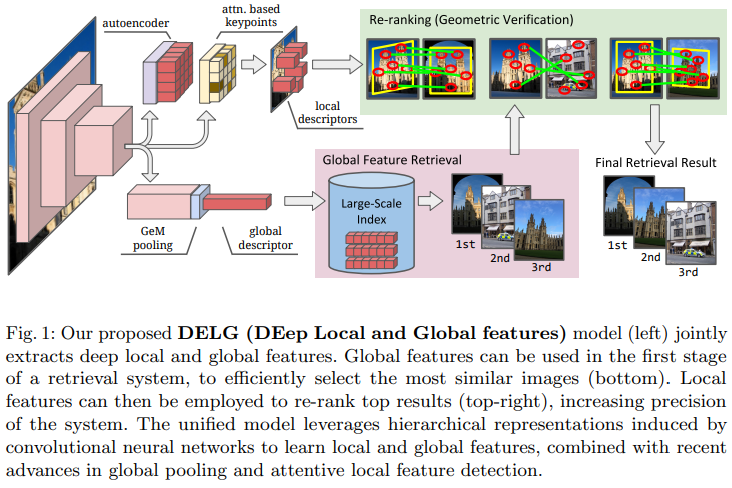 autoencoder
attn. based
keypoints
local
descriptors
Re-ranking (Geometric Verification)
GeM
pooling
global
descriptor
Global Feature Retrieval
Large-Scale
Index
1st
2nd
3rd
Final Retrieval Result
1st
2nd
3rd
Fig. 1: Our proposed DELG (DEep Local and Global features) model (left) jointly
extracts deep local and global features. Global features can be used in the first stage
of a retrieval system, to efficiently select the most similar images (bottom). Local
features can then be employed to re-rank top results (top-right), increasing precision
of the system. The unified model leverages hierarchical representations induced by
convolutional neural networks to learn local and global features, combined with recent
advances in global pooling and attentive local feature detection.